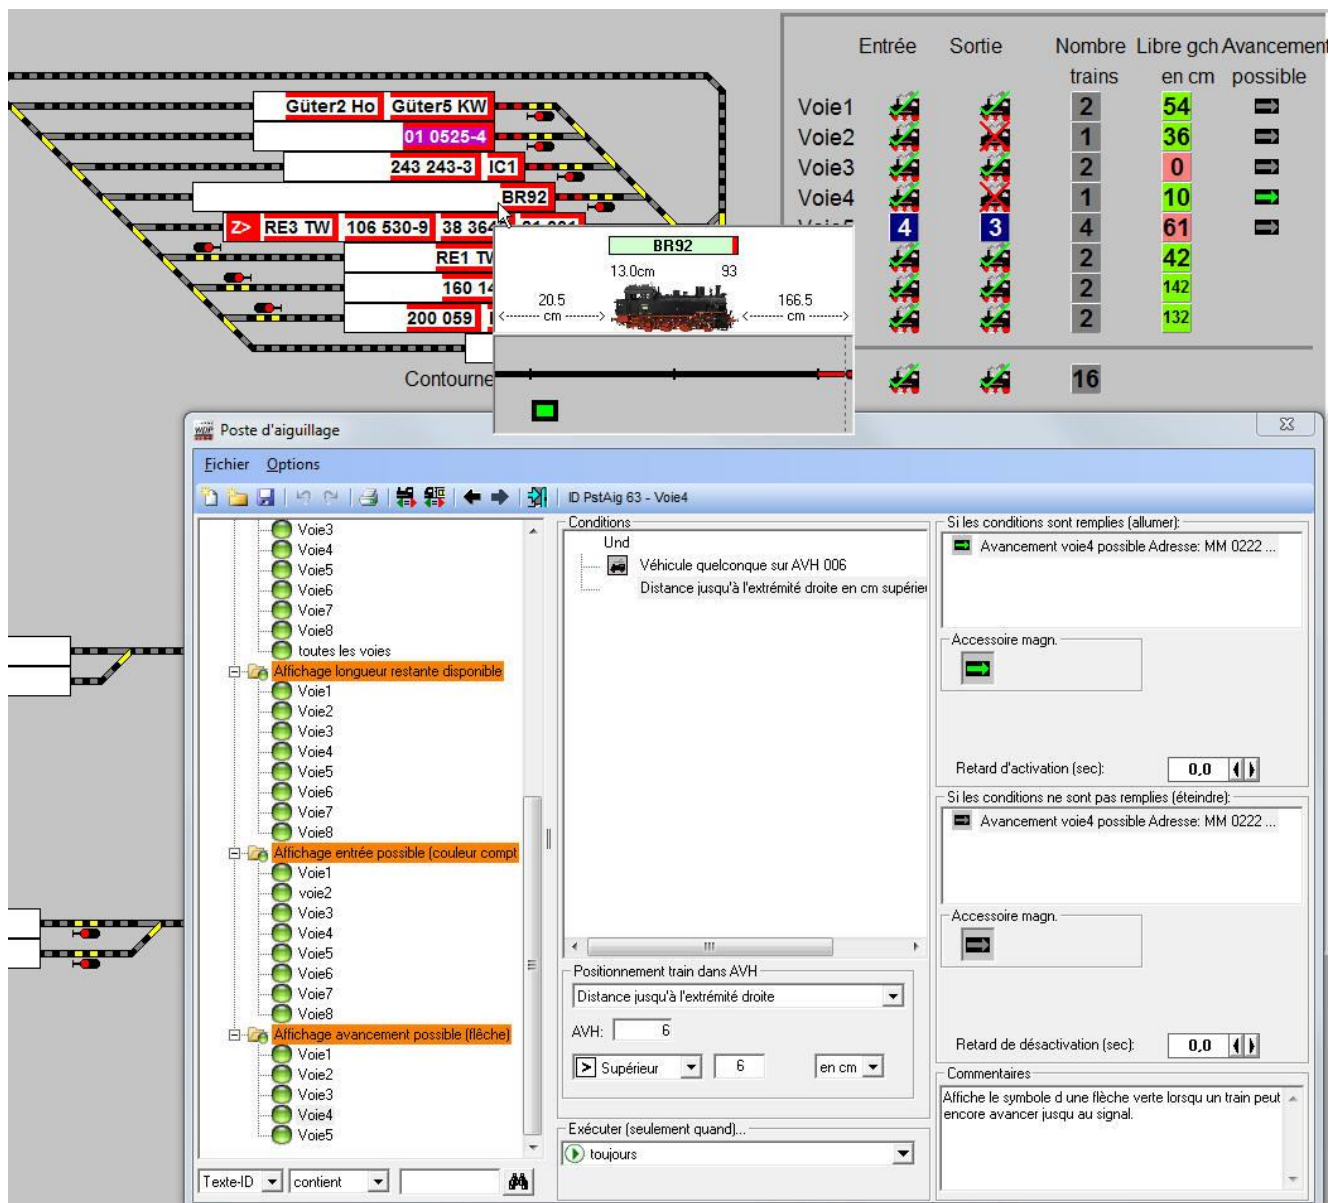 Entrée Sortie Nombre Libre gch Avancement
trains en cm possible
Güter2 Ho Güter5 KW
Voie1 2 54
01 0525-4
Voie2 1 36
243 243-3 IC1
Voie3 2 0
BR92
Voie4 1 10
Z> RE3 TW 106 530-9 38 364
4 3 4 61
BR92
RE1 TW
2 42
13.0cm 93
160 14
2 142
20.5 166.5
cm cm
200 059
2 132
Contourne
16
Poste d'aiguillage
Fichier Options
ID PstAig 63 - Voie4
Voie3
Voie4
Voie5
Voie6
Voie7
Voie8
toutes les voies
Affichage longueur restante disponible
Voie1
Voie2
Voie3
Voie4
Voie5
Voie6
Voie7
Voie8
Affichage entrée possible (couleur compt
Voie1
voie2
Voie3
Voie4
Voie5
Voie6
Voie7
Voie8
Affichage avancement possible (flêche)
Voie1
Voie2
Voie3
Voie4
Voie5
Texte-ID contient
Conditions
Und
Véhicule quelconque sur AVH 006
Distance jusqu'à l'extrémité droite en cm supérieu
Positionnement train dans AVH
Distance jusqu'à l'extrémité droite
AVH: 6
> Supérieur 6 en cm
Exécuter (seulement quand)...
toujours
Si les conditions sont remplies (allumer):
Avancement voie4 possible Adresse: MM 0222 ...
Accessoire magn.
Retard d'activation (sec): 0,0
Si les conditions ne sont pas remplies (éteindre):
Avancement voie4 possible Adresse: MM 0222 ...
Accessoire magn.
Retard de désactivation (sec): 0,0
Commentaires
Affiche le symbole d une flèche verte lorsqu un train peut
encore avancer jusqu au signal.